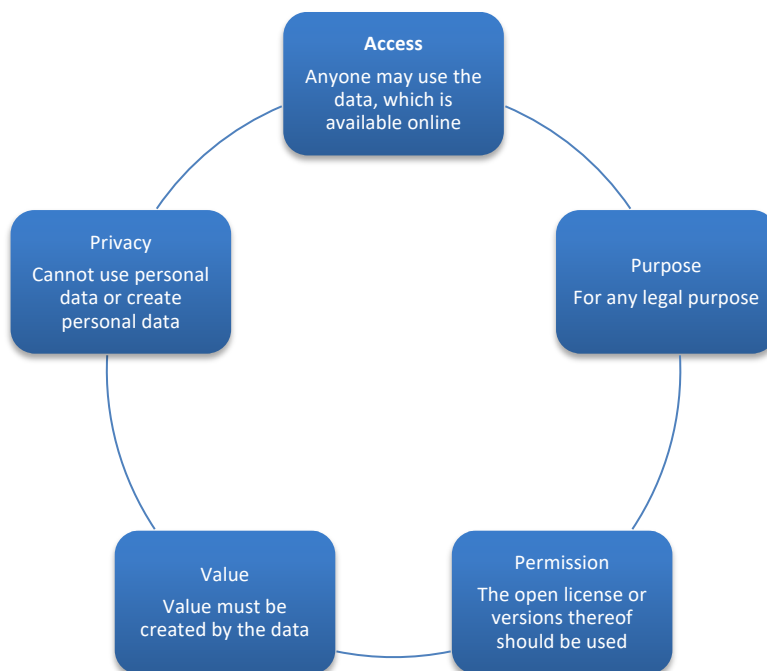 Access
Anyone may use the
data, which is
available online
Privacy
Cannot use personal
data or create
personal data
Purpose
For any legal purpose
Value
Value must be
created by the data
Permission
The open license or
versions thereof
should be used